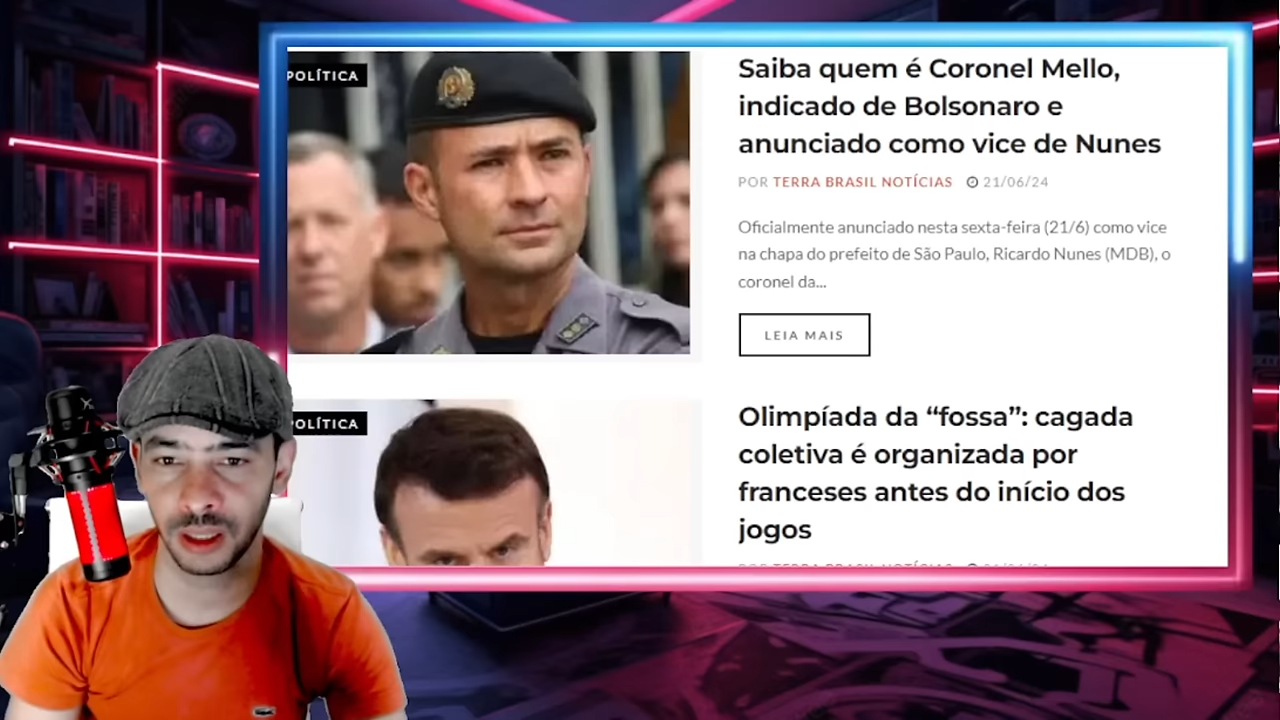 POLÍTICA
Saiba quem é Coronel Mello,
indicado de Bolsonaro e
anunciado como vice de Nunes
POR TERRA BRASIL NOTÍCIAS 21/06/24
Oficialmente anunciado nesta sexta-feira (21/6) como vice
na chapa do prefeito de São Paulo, Ricardo Nunes (MDB), o
coronel da...
LEIA MAIS
POLÍTICA
Olimpíada da “fossa”: cagada
coletiva é organizada por
franceses antes do início dos
jogos